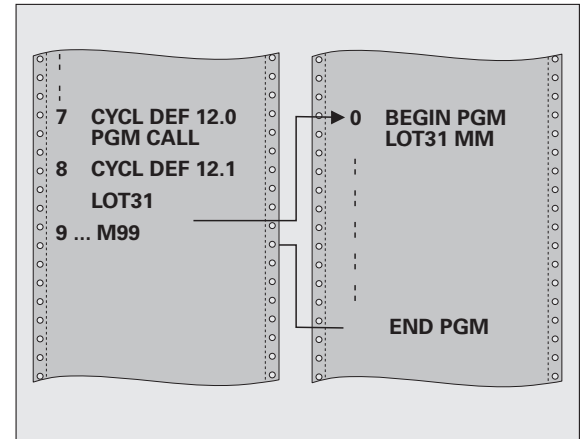 7 CYCL DEF 12.0
PGM CALL
8 CYCL DEF 12.1
LOT31
9 ... M99
0 BEGIN PGM
LOT31 MM
END PGM